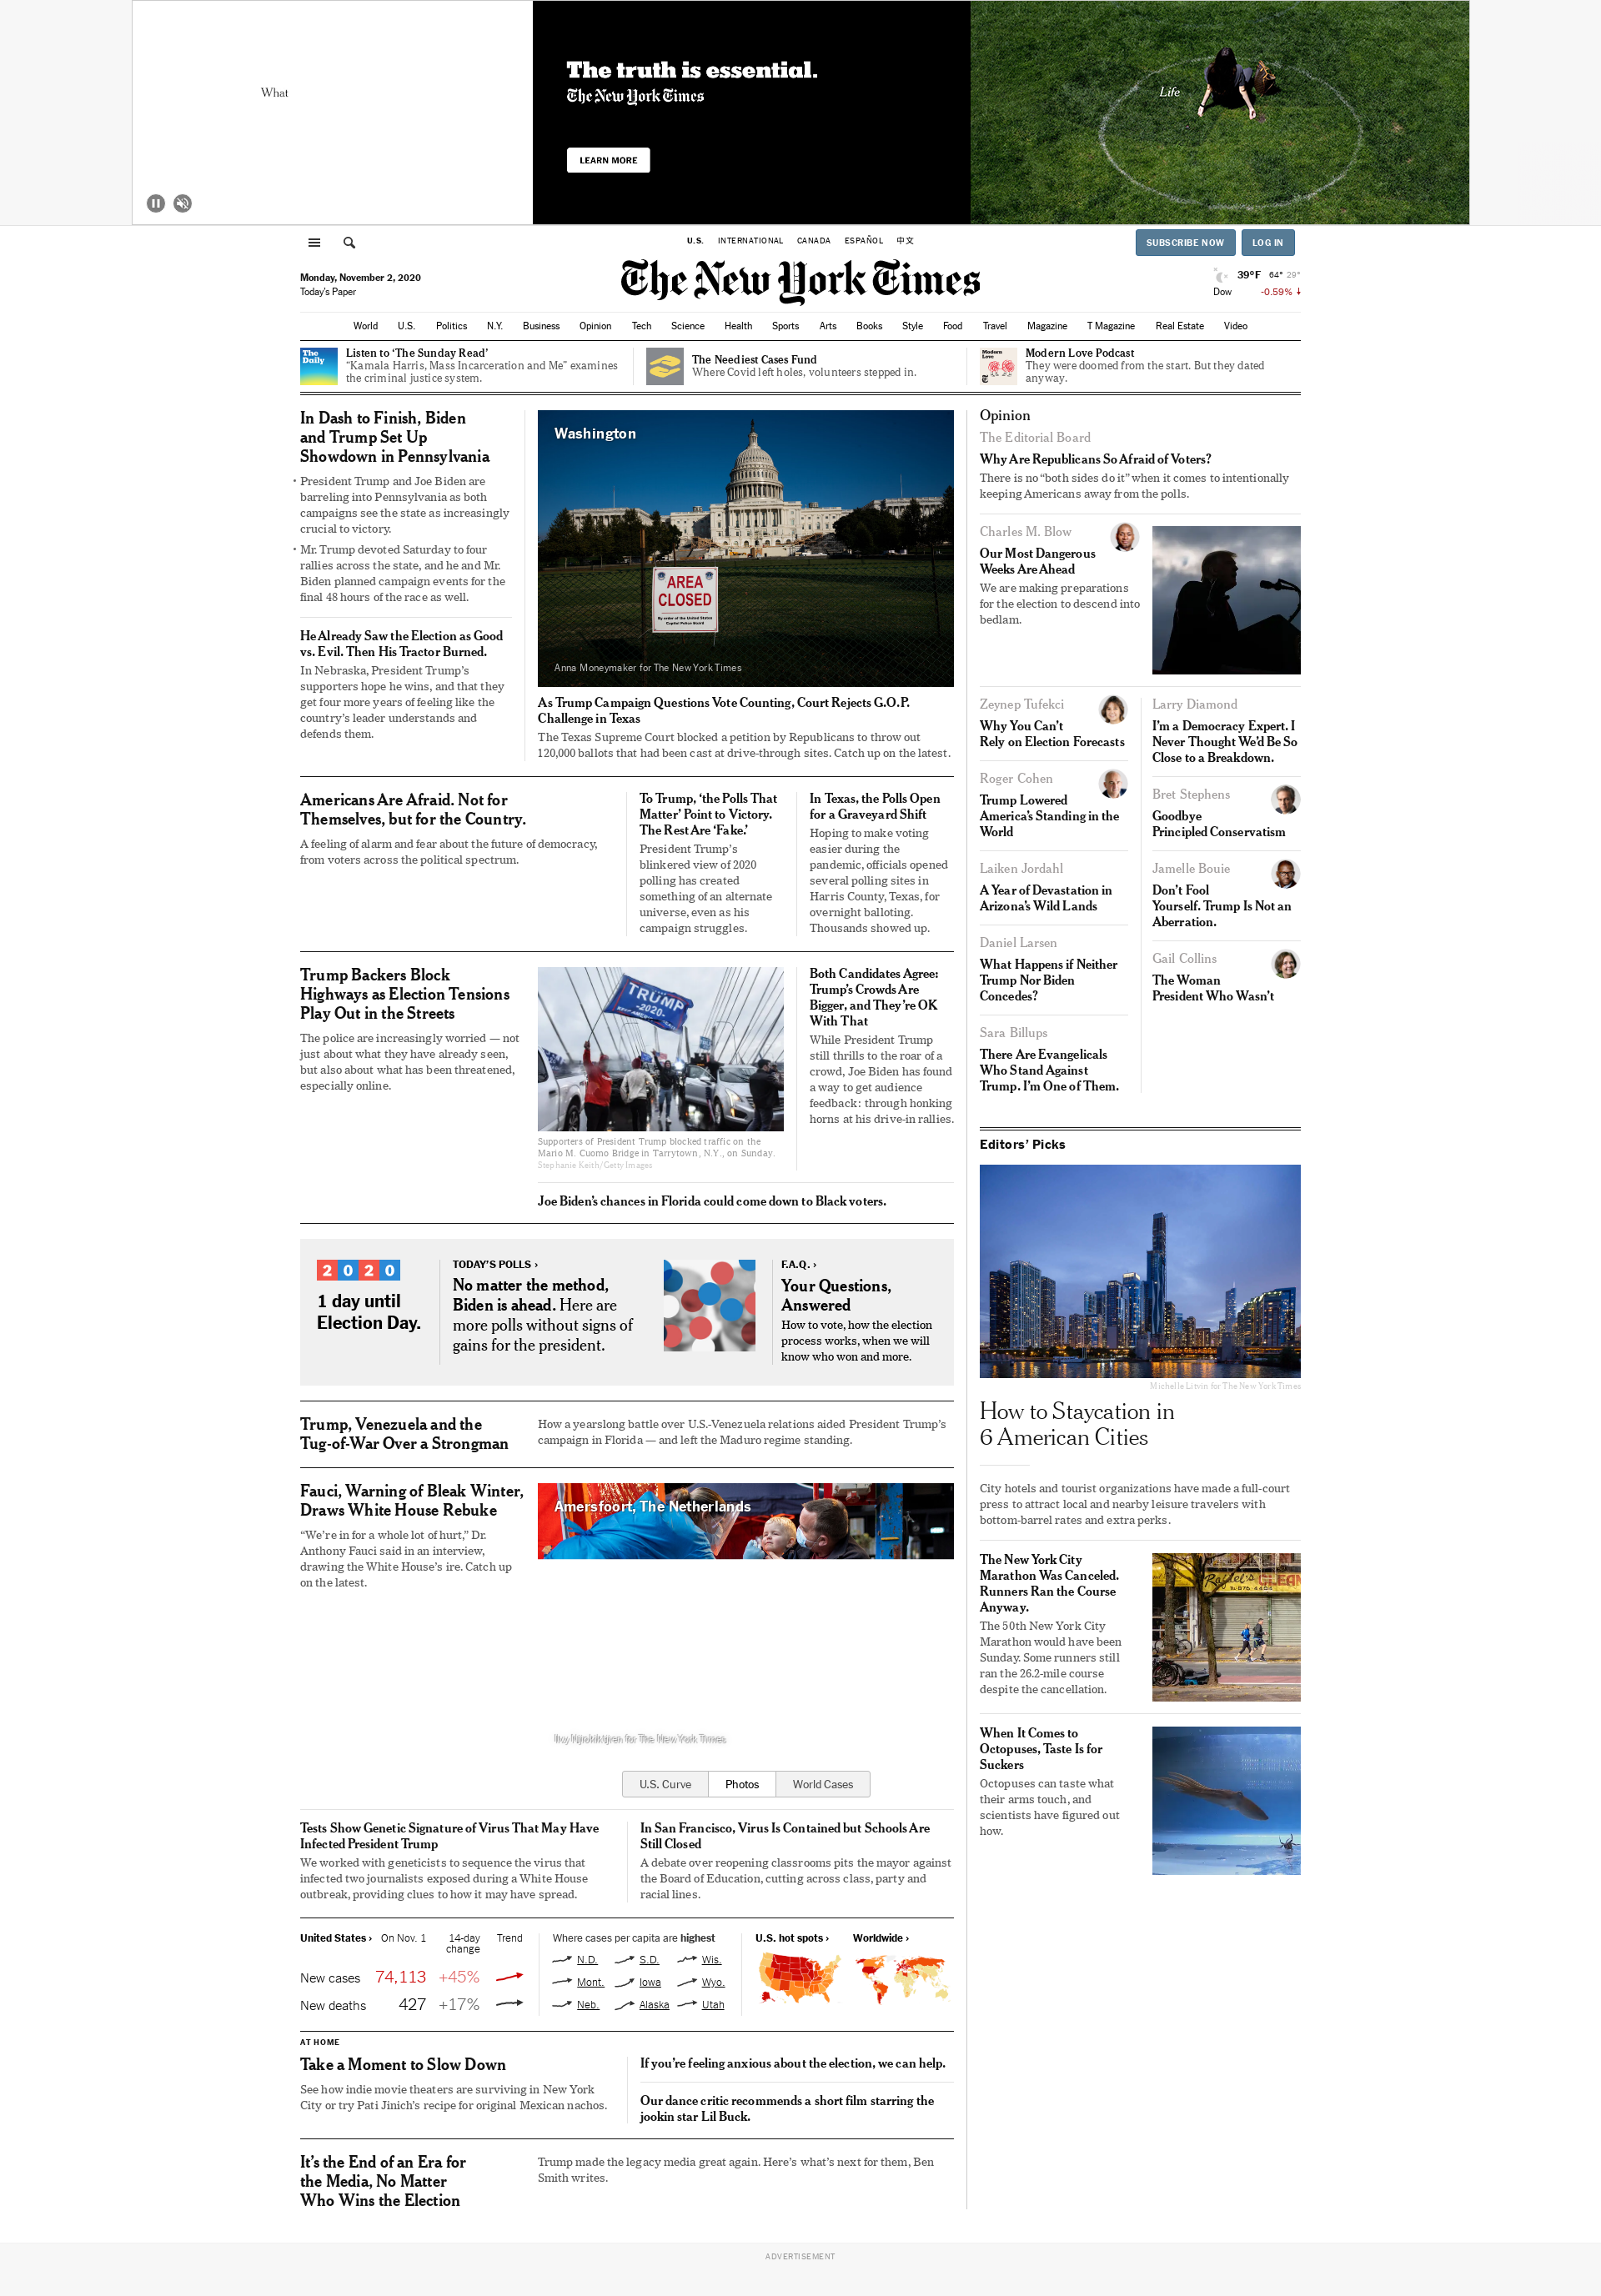 What
The truth is essential.
The New York Times
LEARN MORE
Life
U.S. INTERNATIONAL CANADA ESPAÑOL 中文
SUBSCRIBE NOW LOG IN
Monday, November 2, 2020
Today's Paper
The New York Times
39°F 64° 29°
Dow -0.59% ↓
World U.S. Politics N.Y. Business Opinion Tech Science Health Sports Arts Books Style Food Travel Magazine T Magazine Real Estate Video
The
Daily
Listen to ‘The Sunday Read’
“Kamala Harris, Mass Incarceration and Me” examines
the criminal justice system.
The Neediest Cases Fund
Where Covid left holes, volunteers stepped in.
Modern
Love
Modern Love Podcast
They were doomed from the start. But they dated
anyway.
In Dash to Finish, Biden
and Trump Set Up
Showdown in Pennsylvania
• President Trump and Joe Biden are
barreling into Pennsylvania as both
campaigns see the state as increasingly
crucial to victory.
• Mr. Trump devoted Saturday to four
rallies across the state, and he and Mr.
Biden planned campaign events for the
final 48 hours of the race as well.
He Already Saw the Election as Good
vs. Evil. Then His Tractor Burned.
In Nebraska, President Trump’s
supporters hope he wins, and that they
get four more years of feeling like the
country’s leader understands and
defends them.
Washington
AREA
CLOSED
By order of the United States
Capitol Police Board
Anna Moneymaker for The New York Times
As Trump Campaign Questions Vote Counting, Court Rejects G.O.P.
Challenge in Texas
The Texas Supreme Court blocked a petition by Republicans to throw out
120,000 ballots that had been cast at drive-through sites. Catch up on the latest.
Americans Are Afraid. Not for
Themselves, but for the Country.
A feeling of alarm and fear about the future of democracy,
from voters across the political spectrum.
To Trump, ‘the Polls That
Matter’ Point to Victory.
The Rest Are ‘Fake.’
President Trump’s
blinkered view of 2020
polling has created
something of an alternate
universe, even as his
campaign struggles.
In Texas, the Polls Open
for a Graveyard Shift
Hoping to make voting
easier during the
pandemic, officials opened
several polling sites in
Harris County, Texas, for
overnight balloting.
Thousands showed up.
Trump Backers Block
Highways as Election Tensions
Play Out in the Streets
The police are increasingly worried — not
just about what they have already seen,
but also about what has been threatened,
especially online.
TRUMP
2020
Supporters of President Trump blocked traffic on the
Mario M. Cuomo Bridge in Tarrytown, N.Y., on Sunday.
Stephanie Keith/Getty Images
Both Candidates Agree:
Trump’s Crowds Are
Bigger, and They’re OK
With That
While President Trump
still thrills to the roar of a
crowd, Joe Biden has found
a way to get audience
feedback: through honking
horns at his drive-in rallies.
Joe Biden’s chances in Florida could come down to Black voters.
2020
1 day until
Election Day.
TODAY’S POLLS ›
No matter the method,
Biden is ahead. Here are
more polls without signs of
gains for the president.
F.A.Q. ›
Your Questions,
Answered
How to vote, how the election
process works, when we will
know who won and more.
Trump, Venezuela and the
Tug-of-War Over a Strongman
How a yearslong battle over U.S.-Venezuela relations aided President Trump’s
campaign in Florida — and left the Maduro regime standing.
Fauci, Warning of Bleak Winter,
Draws White House Rebuke
“We’re in for a whole lot of hurt,” Dr.
Anthony Fauci said in an interview,
drawing the White House’s ire. Catch up
on the latest.
Amersfoort, The Netherlands
for The New York Times
U.S. Curve Photos World Cases
Tests Show Genetic Signature of Virus That May Have
Infected President Trump
We worked with geneticists to sequence the virus that
infected two journalists exposed during a White House
outbreak, providing clues to how it may have spread.
In San Francisco, Virus Is Contained but Schools Are
Still Closed
A debate over reopening classrooms pits the mayor against
the Board of Education, cutting across class, party and
racial lines.
United States › On Nov. 1 14-day
change Trend
New cases 74,113 +45%
New deaths 427 +17%
Where cases per capita are highest
N.D. S.D. Wis.
Mont. Iowa Wyo.
Neb. Alaska Utah
U.S. hot spots › Worldwide ›
AT HOME
Take a Moment to Slow Down
See how indie movie theaters are surviving in New York
City or try Pati Jinich’s recipe for original Mexican nachos.
If you’re feeling anxious about the election, we can help.
Our dance critic recommends a short film starring the
jookin star Lil Buck.
It’s the End of an Era for
the Media, No Matter
Who Wins the Election
Trump made the legacy media great again. Here’s what’s next for them, Ben
Smith writes.
Opinion
The Editorial Board
Why Are Republicans So Afraid of Voters?
There is no “both sides do it” when it comes to intentionally
keeping Americans away from the polls.
Charles M. Blow
Our Most Dangerous
Weeks Are Ahead
We are making preparations
for the election to descend into
bedlam.
Zeynep Tufekci
Why You Can’t
Rely on Election Forecasts
Roger Cohen
Trump Lowered
America’s Standing in the
World
Laiken Jordahl
A Year of Devastation in
Arizona’s Wild Lands
Daniel Larsen
What Happens if Neither
Trump Nor Biden
Concedes?
Sara Billups
There Are Evangelicals
Who Stand Against
Trump. I’m One of Them.
Larry Diamond
I’m a Democracy Expert. I
Never Thought We’d Be So
Close to a Breakdown.
Bret Stephens
Goodbye
Principled Conservatism
Jamelle Bouie
Don’t Fool
Yourself. Trump Is Not an
Aberration.
Gail Collins
The Woman
President Who Wasn’t
Editors’ Picks
Michelle Litvin for The New York Times
How to Staycation in
6 American Cities
City hotels and tourist organizations have made a full-court
press to attract local and nearby leisure travelers with
bottom-barrel rates and extra perks.
The New York City
Marathon Was Canceled.
Runners Ran the Course
Anyway.
The 50th New York City
Marathon would have been
Sunday. Some runners still
ran the 26.2-mile course
despite the cancellation.
When It Comes to
Octopuses, Taste Is for
Suckers
Octopuses can taste what
their arms touch, and
scientists have figured out
how.
ADVERTISEMENT